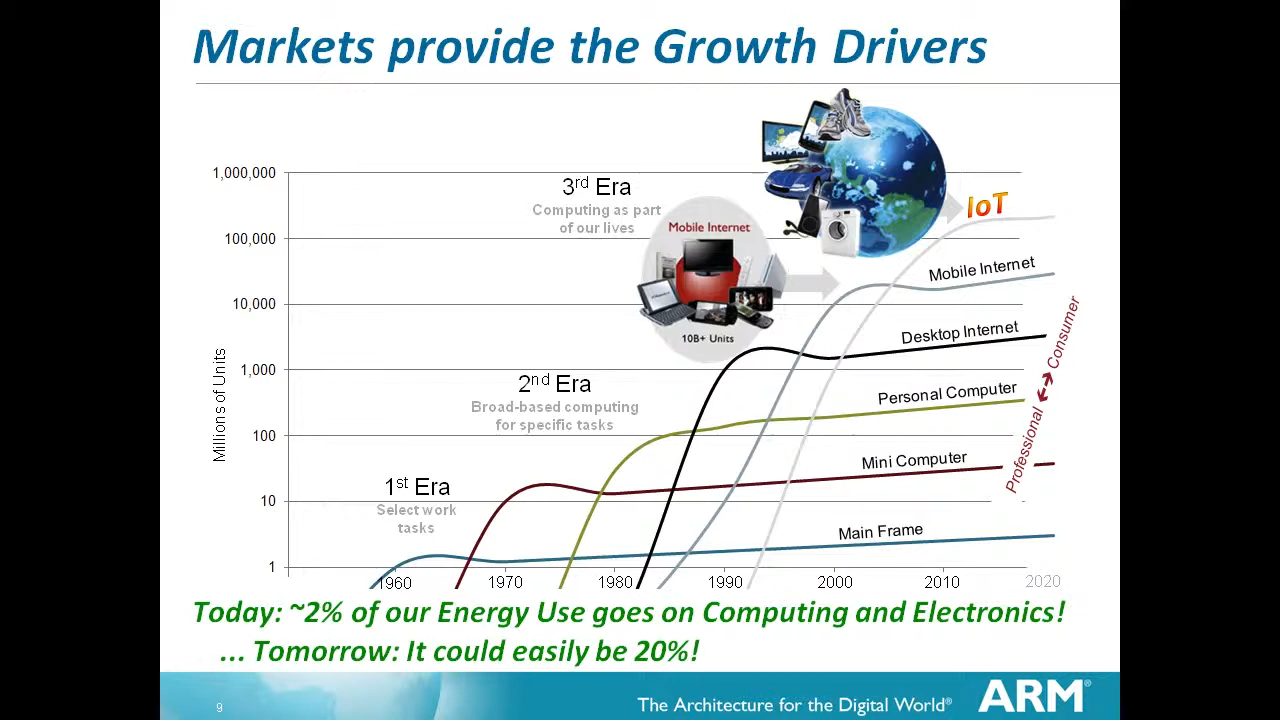 Markets provide the Growth Drivers
1,000,000
100,000
10,000
1,000
100
10
1
Millions of Units
3rd Era
Computing as part
of our lives
Mobile Internet
10B+ Units
IoT
Mobile Internet
Desktop Internet
2nd Era
Broad-based computing
for specific tasks
Personal Computer
1st Era
Select work
tasks
Mini Computer
Main Frame
Professional
Consumer
1960 1970 1980 1990 2000 2010 2020
Today: ~2% of our Energy Use goes on Computing and Electronics!
... Tomorrow: It could easily be 20%!
9
The Architecture for the Digital World®
ARM®